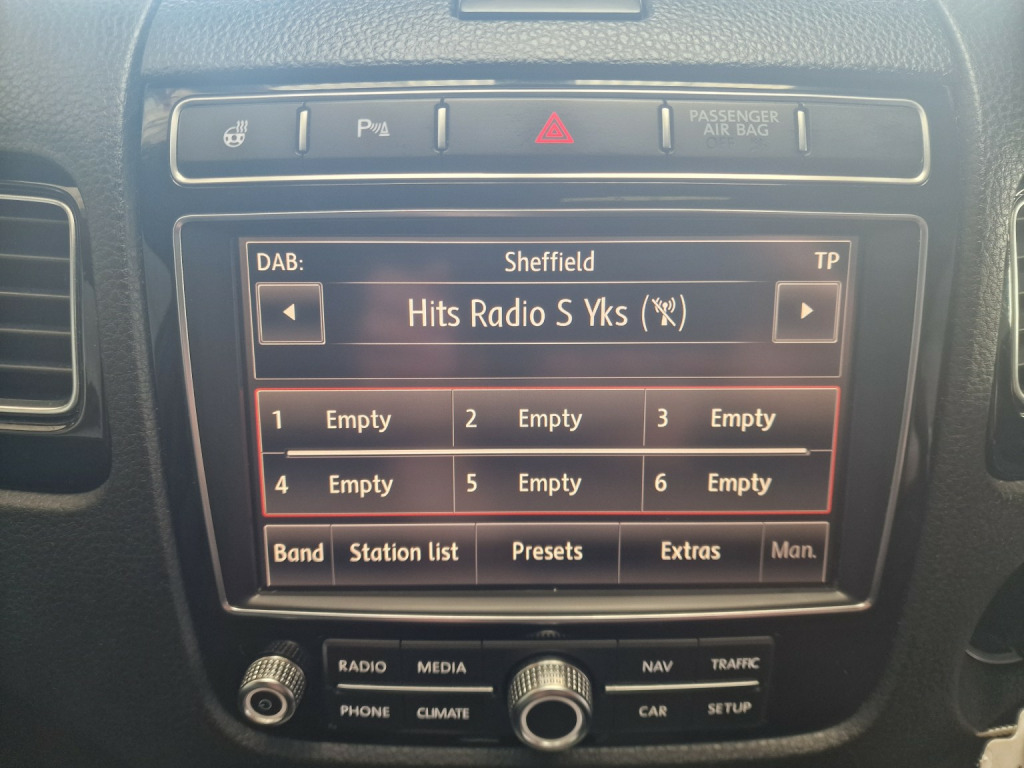 P
PASSENGER
AIR BAG
DAB: Sheffield TP
Hits Radio S Yks ( )
1 Empty 2 Empty 3 Empty
4 Empty 5 Empty 6 Empty
Band Station list Presets Extras Man.
RADIO MEDIA NAV TRAFFIC
PHONE CLIMATE CAR SETUP